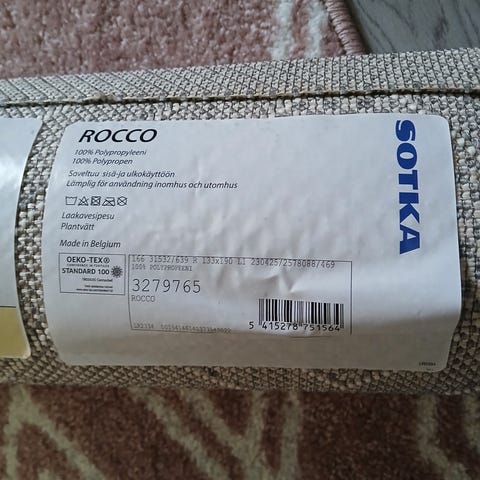 ROCCO
100% Polypropyleeni
100% Polypropen
Soveltuu sisä-ja ulkokäyttöön
Lämplig för användning inomhus och utomhus
Laakavesipesu
Plantvätt
Made in Belgium
OEKO-TEX®
STANDARD 100
166 31532/639 R 133x190 L1 230425/2578088/469
100% POLYPROPEENI
3279765
ROCCO
5 415278 751564
SOTKA